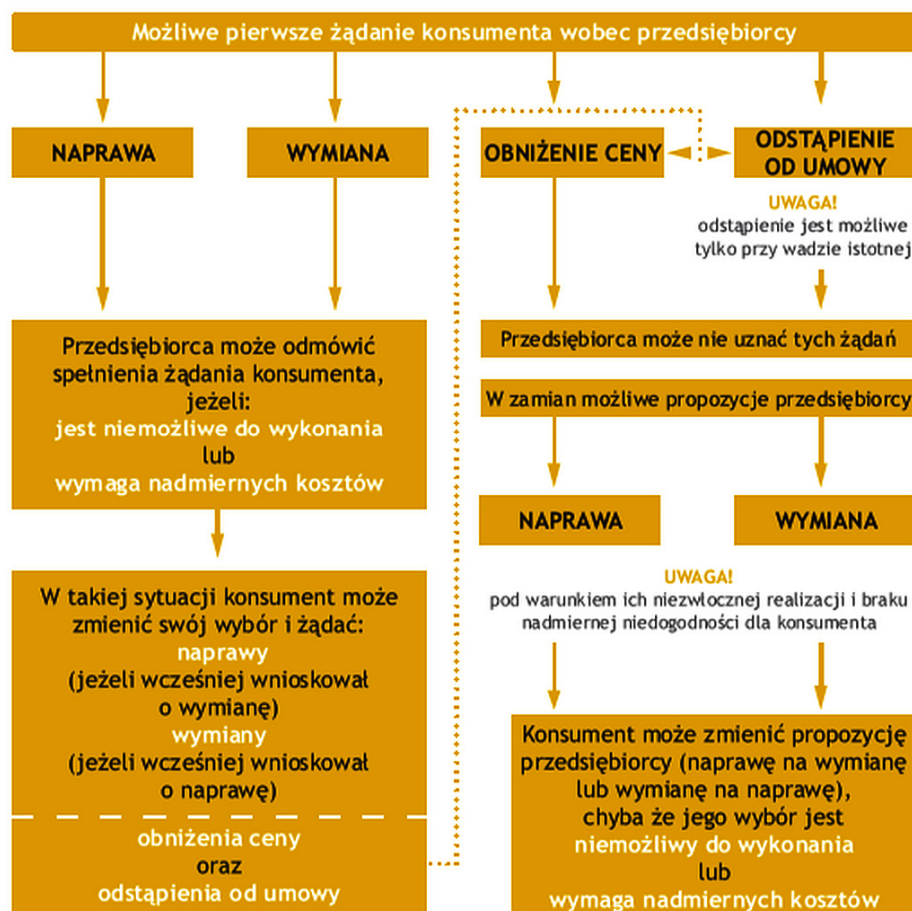 Możliwe pierwsze żądanie konsumenta wobec przedsiębiorcy
NAPRAWA
WYMIANA
OBNIŻENIE CENY
ODSTĄPIENIE
OD UMOWY
UWAGA!
odstąpienie jest możliwe
tylko przy wadzie istotnej
Przedsiębiorca może odmówić
spełnienia żądania konsumenta,
jeżeli:
jest niemożliwe do wykonania
lub
wymaga nadmiernych kosztów
W takiej sytuacji konsument może
zmienić swój wybór i żądać:
naprawy
(jeżeli wcześniej wnioskował
o wymianę)
wymiany
(jeżeli wcześniej wnioskował
o naprawę)
obniżenia ceny
oraz
odstąpienia od umowy
Przedsiębiorca może nie uznać tych żądań
W zamian możliwe propozycje przedsiębiorcy
NAPRAWA
WYMIANA
UWAGA!
pod warunkiem ich niezwłocznej realizacji i braku
nadmiernej niedogodności dla konsumenta
Konsument może zmienić propozycję
przedsiębiorcy (naprawę na wymianę
lub wymianę na naprawę),
chyba że jego wybór jest
niemożliwy do wykonania
lub
wymaga nadmiernych kosztów